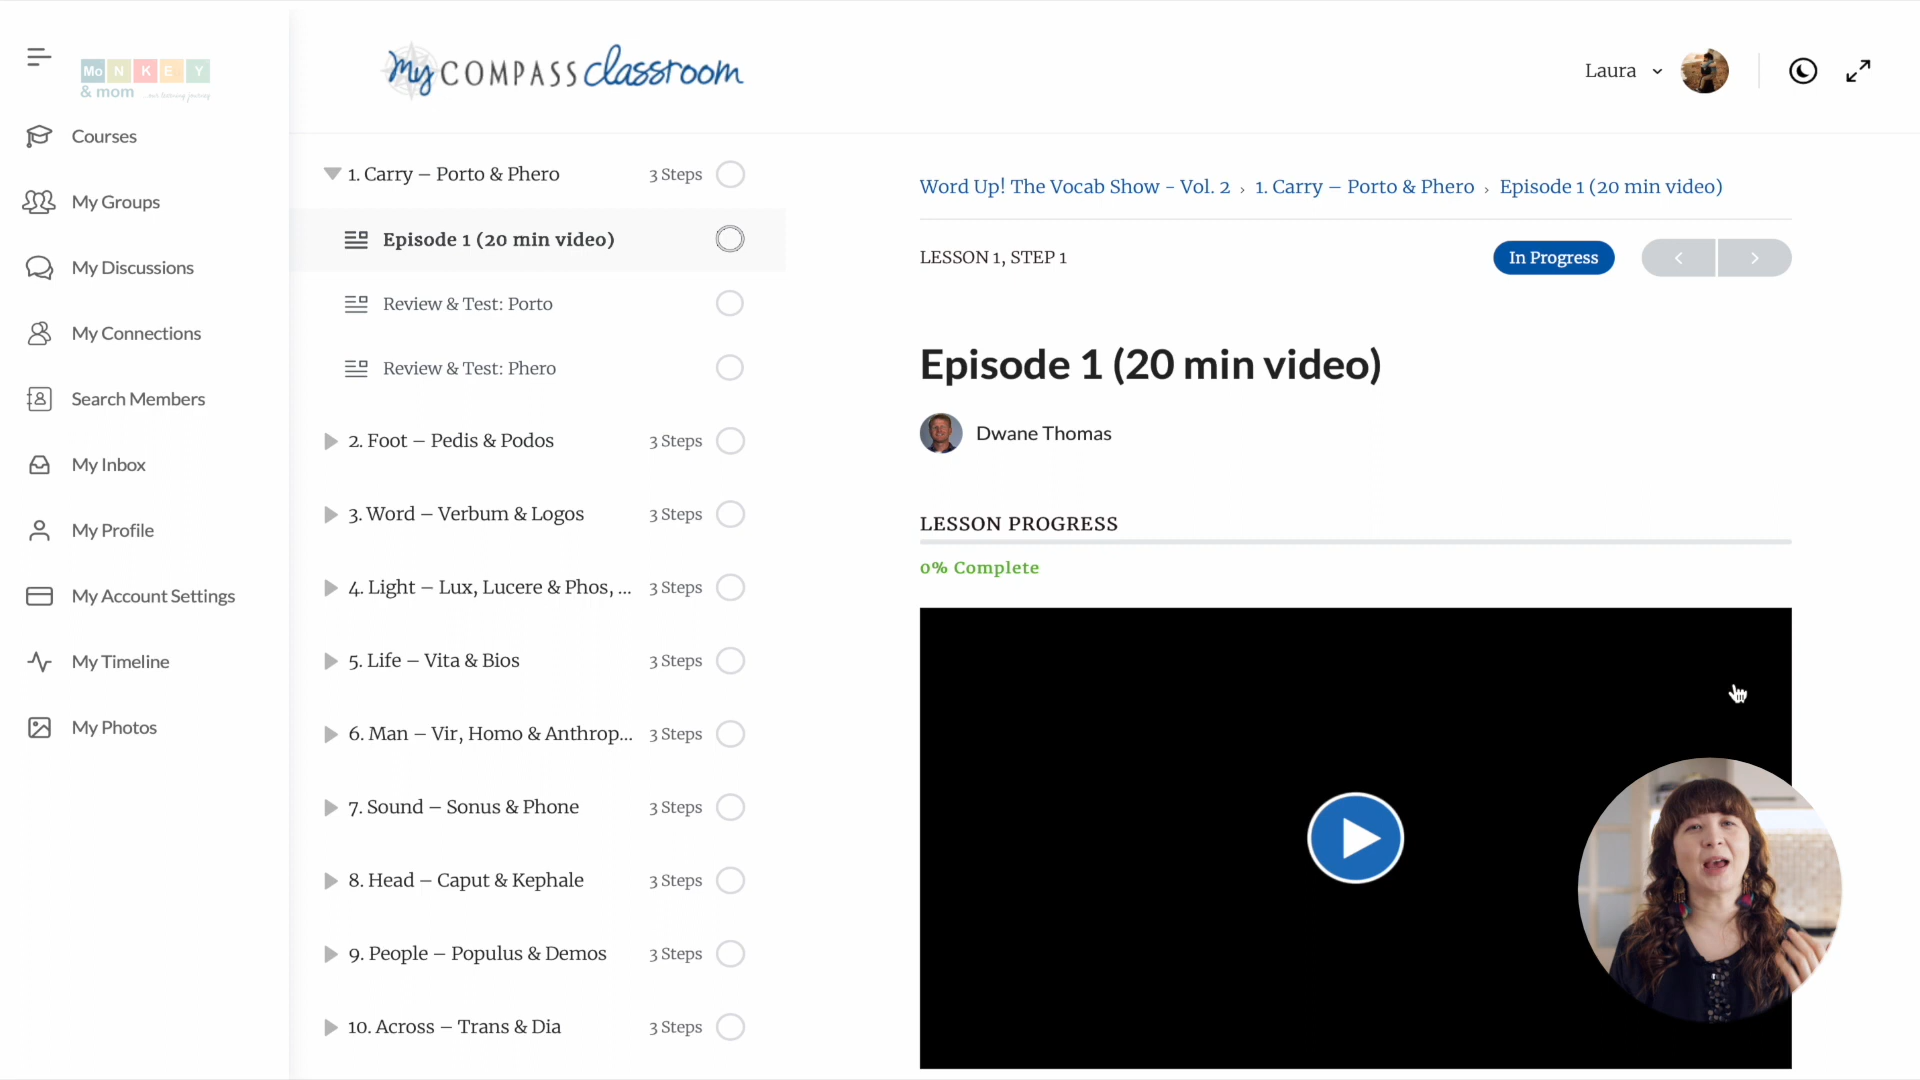 MoNKEY
& mom ...our listening journey
Courses
My Groups
My Discussions
My Connections
Search Members
My Inbox
My Profile
My Account Settings
My Timeline
My Photos
My COMPASS classroom
Laura
1. Carry – Porto & Phero 3 Steps
Episode 1 (20 min video)
Review & Test: Porto
Review & Test: Phero
2. Foot – Pedis & Podos 3 Steps
3. Word – Verbum & Logos 3 Steps
4. Light – Lux, Lucere & Phos, ... 3 Steps
5. Life – Vita & Bios 3 Steps
6. Man – Vir, Homo & Anthrop... 3 Steps
7. Sound – Sonus & Phone 3 Steps
8. Head – Caput & Kephale 3 Steps
9. People – Populus & Demos 3 Steps
10. Across – Trans & Dia 3 Steps
Word Up! The Vocab Show - Vol. 2 › 1. Carry – Porto & Phero › Episode 1 (20 min video)
LESSON 1, STEP 1
In Progress
Episode 1 (20 min video)
Dwane Thomas
LESSON PROGRESS
0% Complete